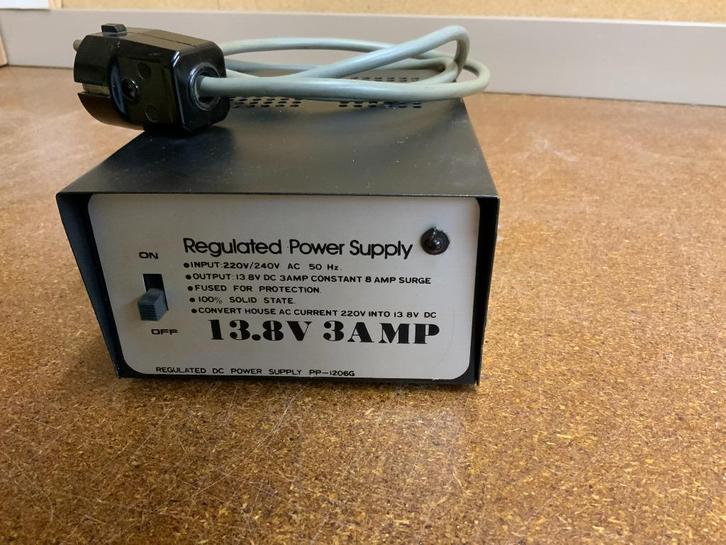 Regulated Power Supply
ON
•INPUT:220V/240V AC 50 Hz.
•OUTPUT:13.8V DC 3AMP CONSTANT 8 AMP SURGE
•FUSED FOR PROTECTION.
•100% SOLID STATE.
•CONVERT HOUSE AC CURRENT 220V INTO 13.8V DC
OFF
13.8V 3AMP
REGULATED DC POWER SUPPLY PP-1206G